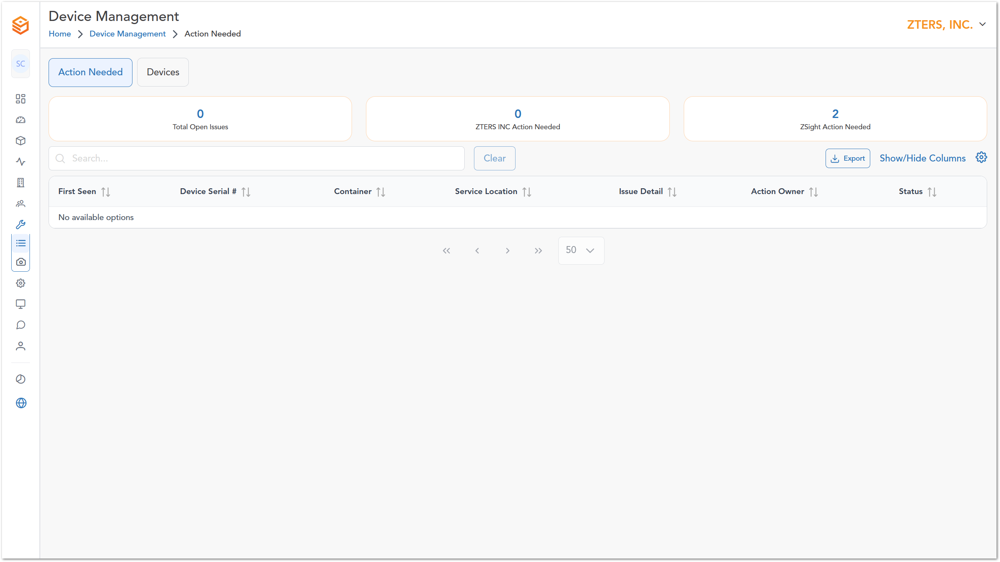 Device Management
ZTERS, INC.
Home > Device Management > Action Needed
SC
Action Needed
Devices
0
Total Open Issues
0
ZTERS INC Action Needed
2
ZSight Action Needed
Search...
Clear
Export
Show/Hide Columns
First Seen Device Serial # Container Service Location Issue Detail Action Owner Status
No available options
50